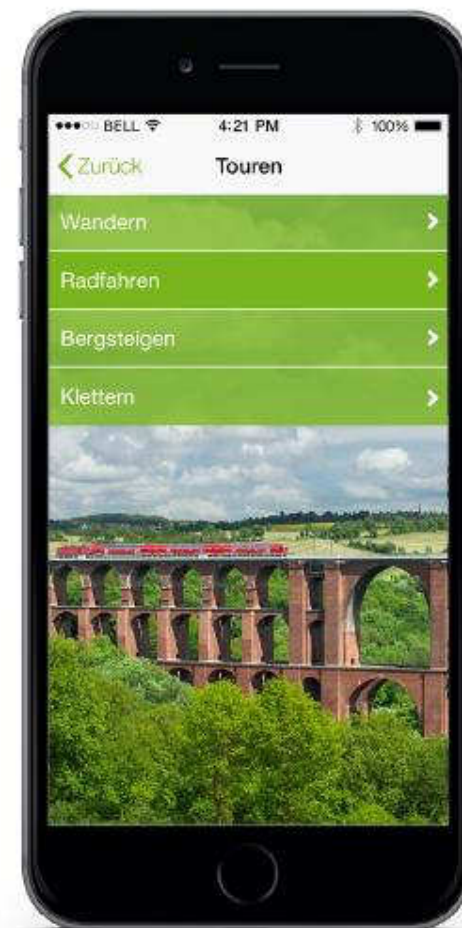 BELL 4:21 PM 100%
Zurück Touren
Wandern
Radfahren
Bergsteigen
Klettern